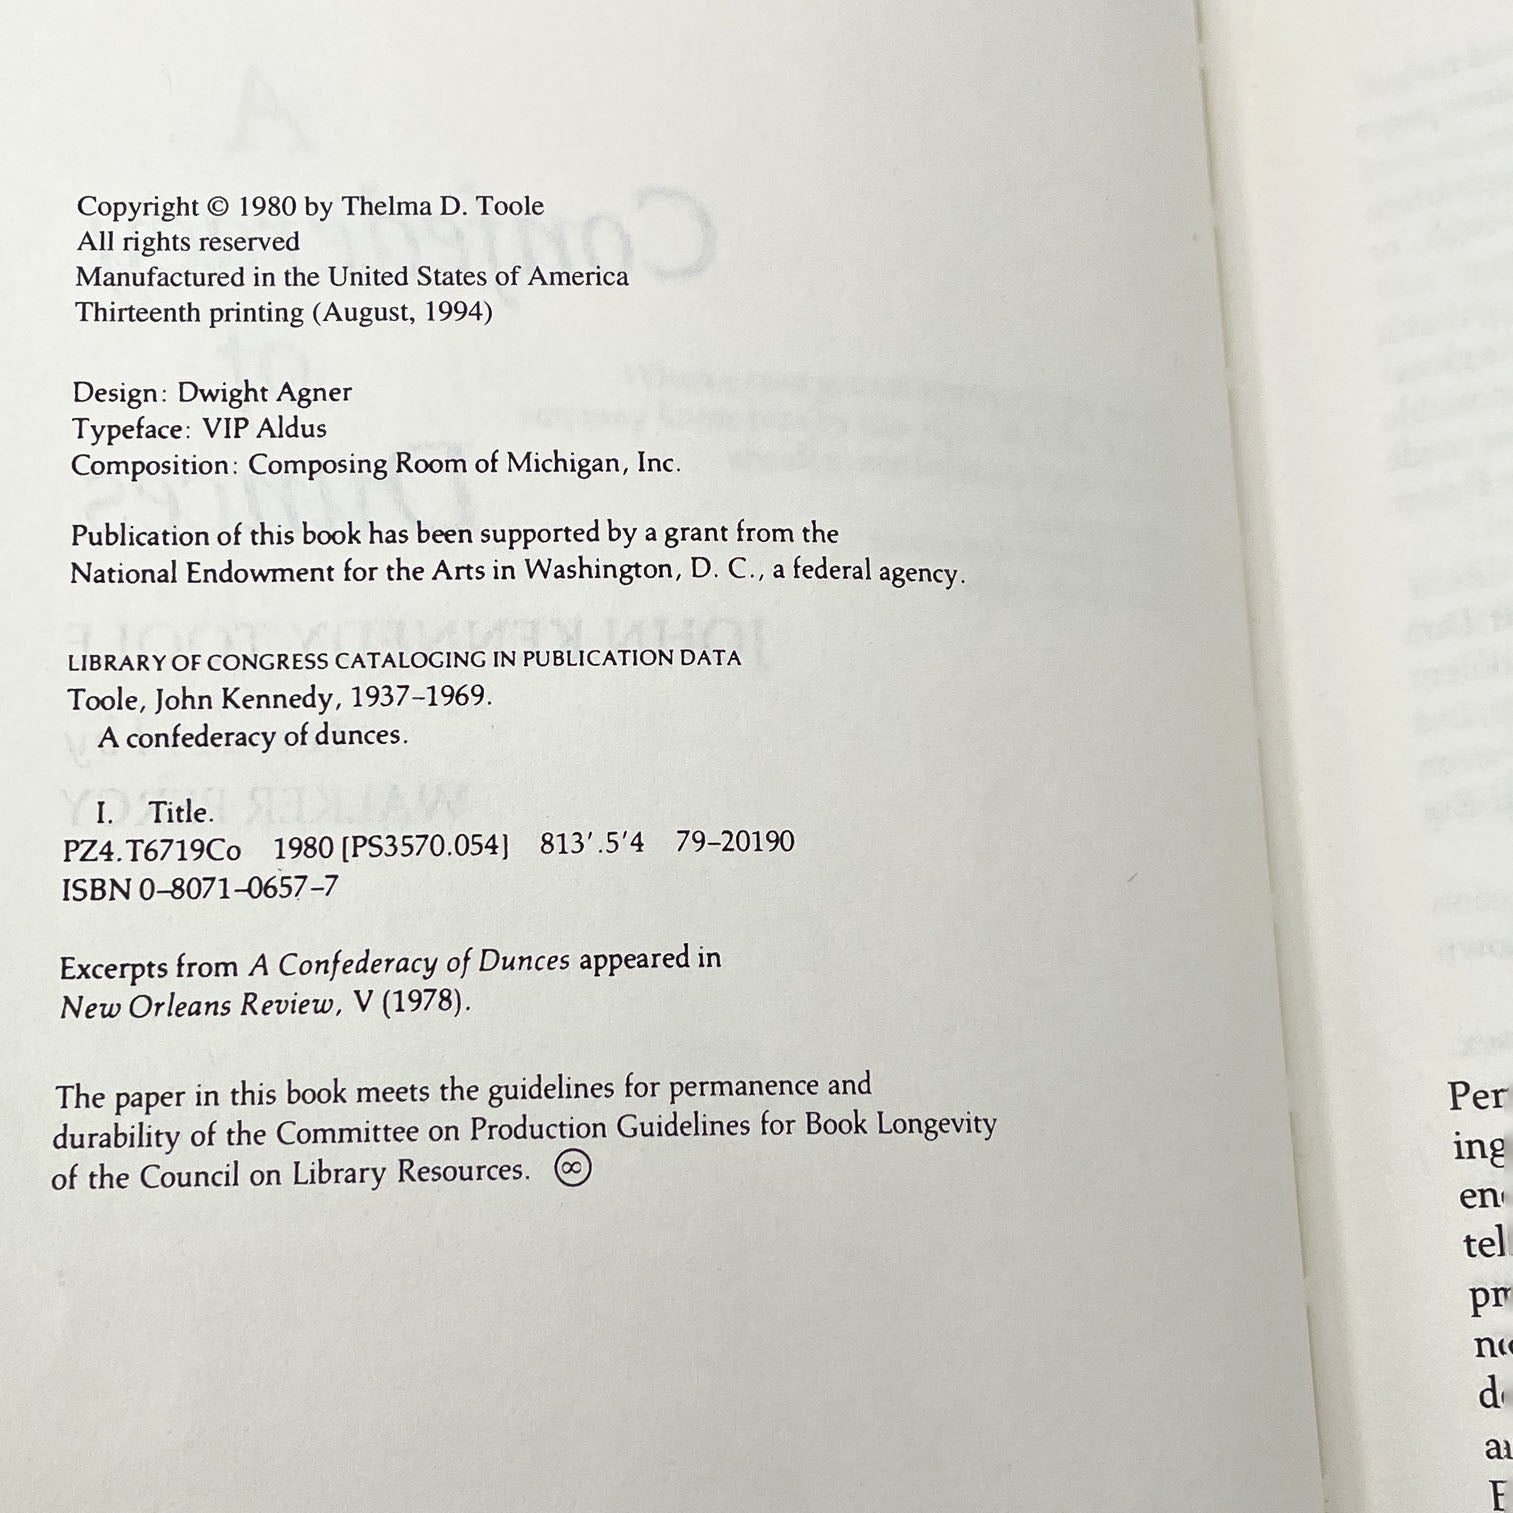 Copyright © 1980 by Thelma D. Toole
All rights reserved
Manufactured in the United States of America
Thirteenth printing (August, 1994)
Design: Dwight Agner
Typeface: VIP Aldus
Composition: Composing Room of Michigan, Inc.
Publication of this book has been supported by a grant from the
National Endowment for the Arts in Washington, D. C., a federal agency.
LIBRARY OF CONGRESS CATALOGING IN PUBLICATION DATA
Toole, John Kennedy, 1937–1969.
A confederacy of dunces.
I. Title.
PZ4.T6719Co 1980 [PS3570.054] 813'.5'4 79–20190
ISBN 0–8071–0657–7
Excerpts from A Confederacy of Dunces appeared in
New Orleans Review, V (1978).
The paper in this book meets the guidelines for permanence and
durability of the Committee on Production Guidelines for Book Longevity
of the Council on Library Resources. ∞
Per
ing
en
tel